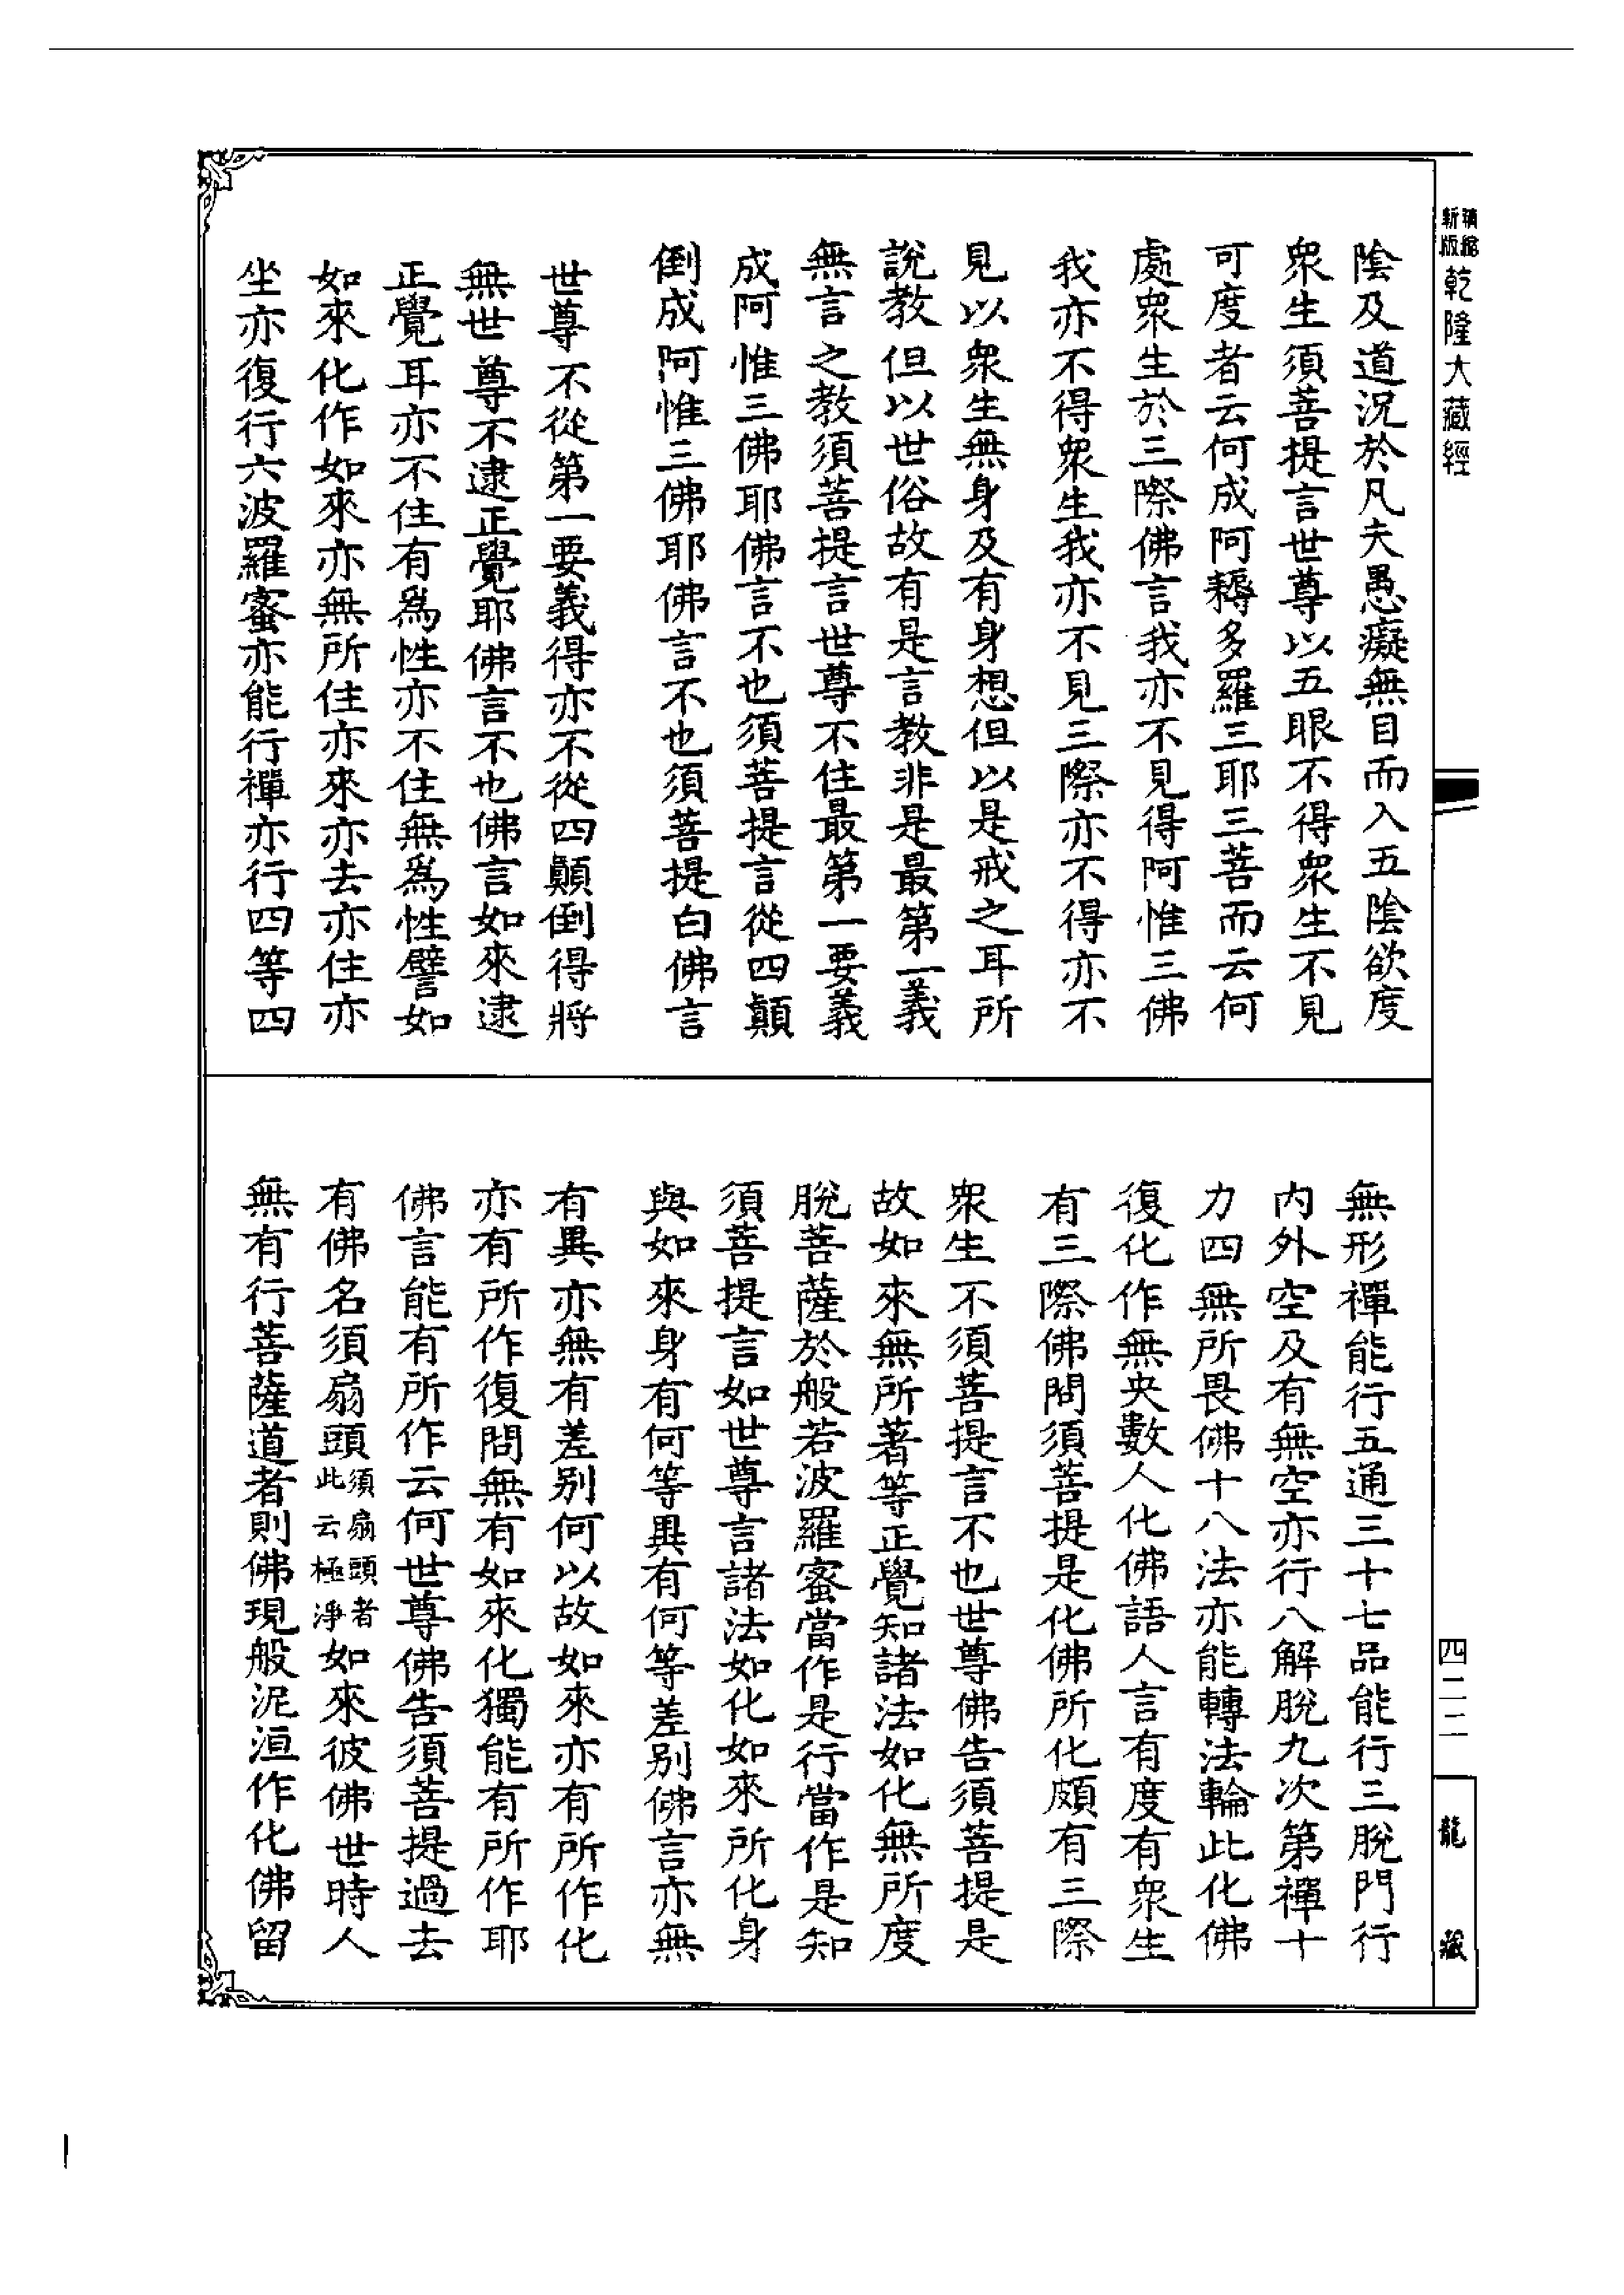 新版
精縮
乾隆大藏經
陰及道況於凡夫愚癡無目而入五陰欲度
眾生須菩提言世尊以五眼不得眾生不見
可度者云何成阿耨多羅三耶三菩而云何
處眾生於三際佛言我亦不見得阿惟三佛
我亦不得眾生我亦不見三際亦不得亦不
見以眾生無身及有身想但以是戒之耳所
說教但以世俗故有是言教非是最第一義
無言之教須菩提言世尊不住最第一要義
成阿惟三佛耶佛言不也須菩提言從四顛
倒成阿惟三佛耶佛言不也須菩提白佛言
世尊不從第一要義得亦不從四顛倒得將
無世尊不逮正覺耶佛言不也佛言如來逮
正覺耳亦不住有為性亦不住無為性譬如
如來化作如來亦無所住亦來亦去亦住亦
坐亦復行六波羅蜜亦能行禪亦行四等四
無形禪能行五通三十七品能行三脫門行
內外空及有無空亦行八解脫九次第禪十
力四無所畏佛十八法亦能轉法輪此化佛
復化作無央數人化佛語人言有度有眾生
有三際佛問須菩提是化佛所化頗有三際
眾生不須菩提言不也世尊佛告須菩提是
故如來無所著等正覺知諸法如化無所度
脫菩薩於般若波羅蜜當作是行當作是知
須菩提言如世尊言諸法如化如來所化身
與如來身有何等異有何等差別佛言亦無
有異亦無有差別何以故如來亦有所作化
亦有所作復問無有如來化獨能有所作耶
佛言能有所作云何世尊佛告須菩提過去
有佛名須扇頭須扇頭者此云極淨如來彼佛世時人
無有行菩薩道者則佛現般泥洹作化佛留
四二二
龍藏